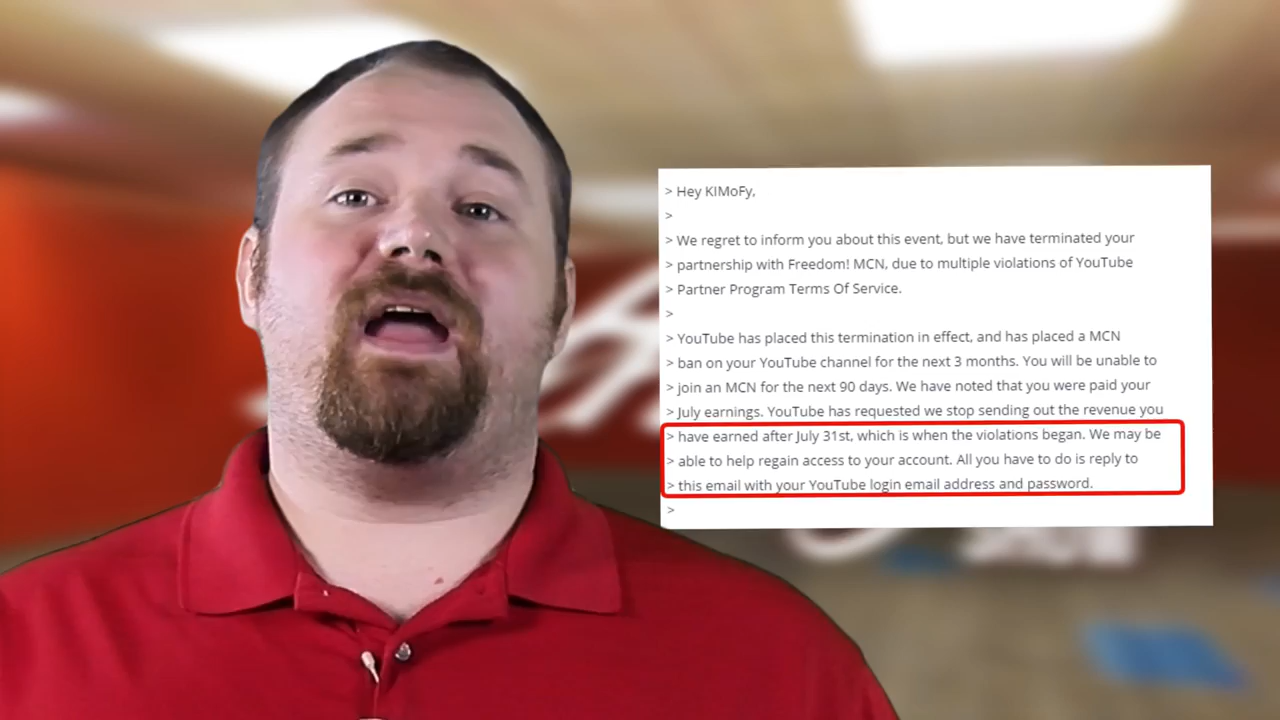 > Hey KIMoFy,
>
> We regret to inform you about this event, but we have terminated your
> partnership with Freedom! MCN, due to multiple violations of YouTube
> Partner Program Terms Of Service.
>
> YouTube has placed this termination in effect, and has placed a MCN
> ban on your YouTube channel for the next 3 months. You will be unable to
> join an MCN for the next 90 days. We have noted that you were paid your
> July earnings. YouTube has requested we stop sending out the revenue you
> have earned after July 31st, which is when the violations began. We may be
> able to help regain access to your account. All you have to do is reply to
> this email with your YouTube login email address and password.
>